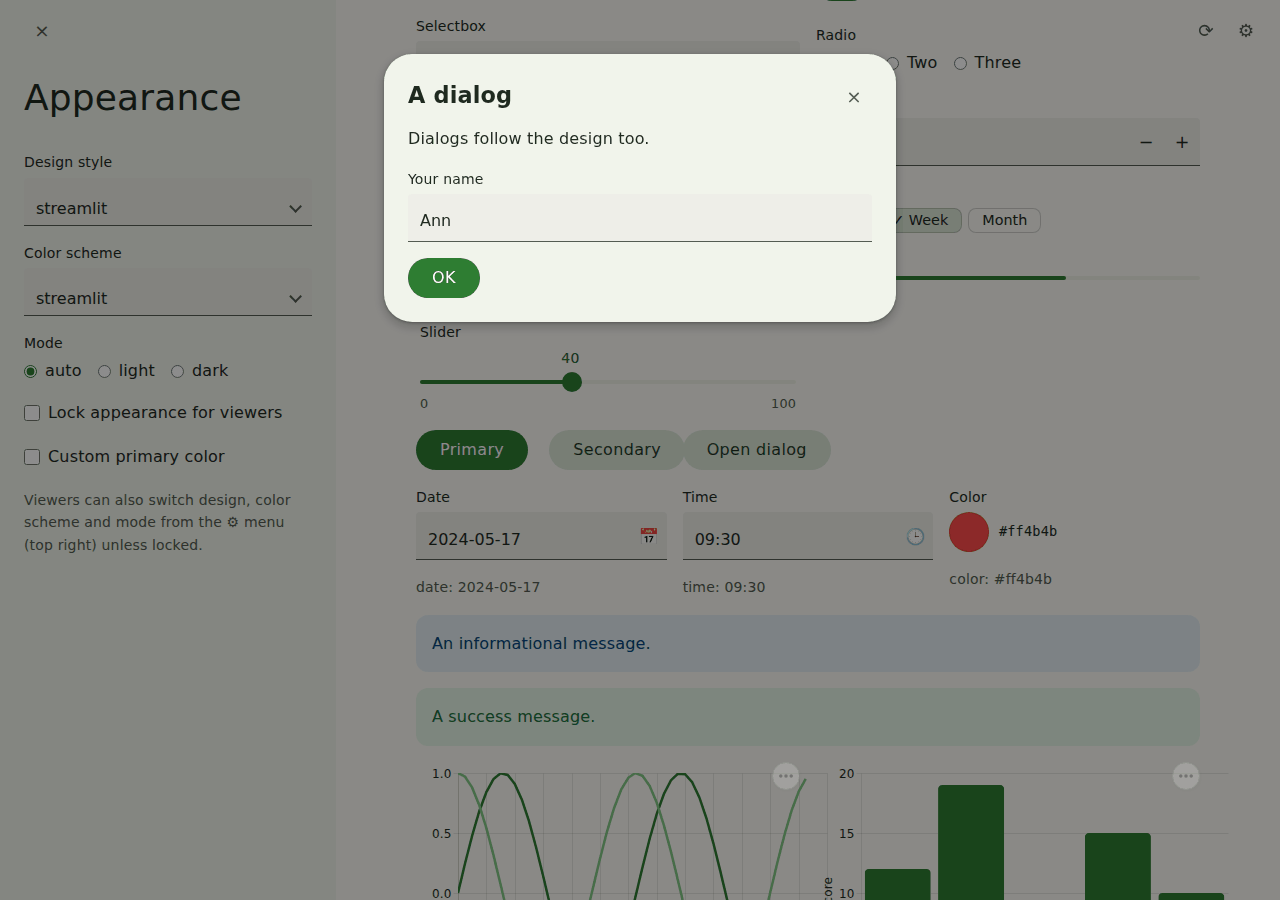 ×
Appearance
Design style
streamlit
Color scheme
streamlit
Mode
auto light dark
Lock appearance for viewers
Custom primary color
Viewers can also switch design, color
scheme and mode from the ⚙ menu
(top right) unless locked.
Selectbox
Radio
Two Three
− +
✓ Week Month
A dialog
×
Dialogs follow the design too.
Your name
Ann
OK
Slider
40
0 100
Primary Secondary Open dialog
Date Time Color
2024-05-17 09:30 #ff4b4b
date: 2024-05-17 time: 09:30 color: #ff4b4b
An informational message.
A success message.
1.0
0.5
0.0
20
15
10